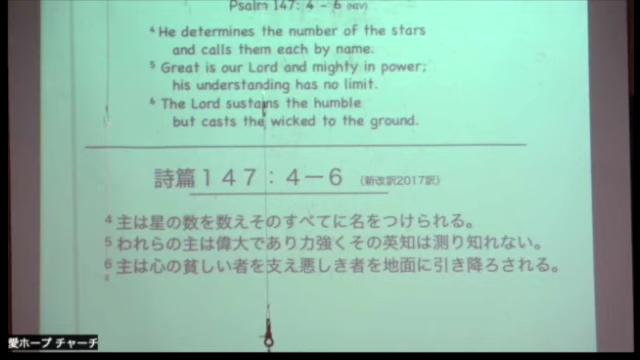 Psalm 147: 4 – 6 (NIV)
4 He determines the number of the stars
and calls them each by name.
5 Great is our Lord and mighty in power;
his understanding has no limit.
6 The Lord sustains the humble
but casts the wicked to the ground.
詩篇147：4－6 （新改訳2017訳）
4 主は星の数を数えそのすべてに名をつけられる。
5 われらの主は偉大であり力強くその英知は測り知れない。
6 主は心の貧しい者を支え悪しき者を地面に引き降ろされる。
愛ホープ チャーチ